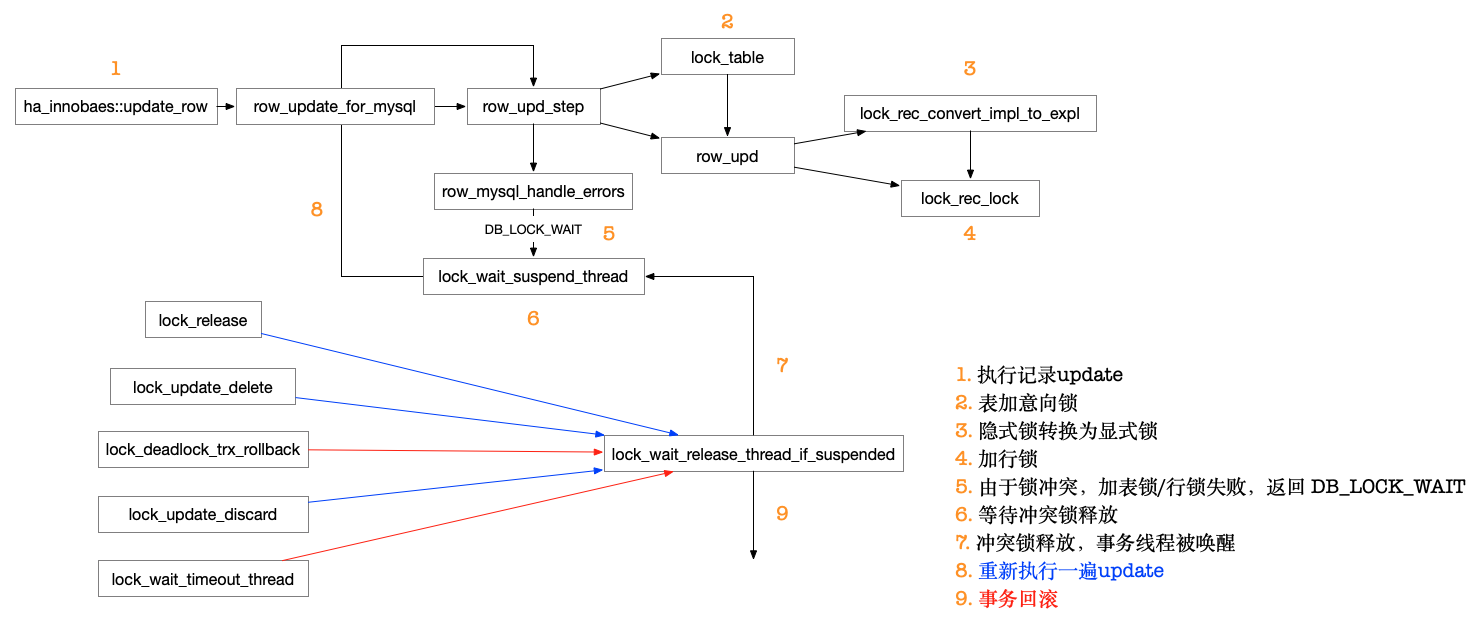 2
lock_table
1
3
ha_innobaes::update_row
row_update_for_mysql
row_upd_step
lock_rec_convert_impl_to_expl
row_upd
row_mysql_handle_errors
lock_rec_lock
8
DB_LOCK_WAIT
5
4
lock_wait_suspend_thread
6
lock_release
7
lock_update_delete
lock_deadlock_trx_rollback
lock_wait_release_thread_if_suspended
lock_update_discard
9
lock_wait_timeout_thread
1. 执行记录update
2. 表加意向锁
3. 隐式锁转换为显式锁
4. 加行锁
5. 由于锁冲突，加表锁/行锁失败，返回 DB_LOCK_WAIT
6. 等待冲突锁释放
7. 冲突锁释放，事务线程被唤醒
8. 重新执行一遍update
9. 事务回滚